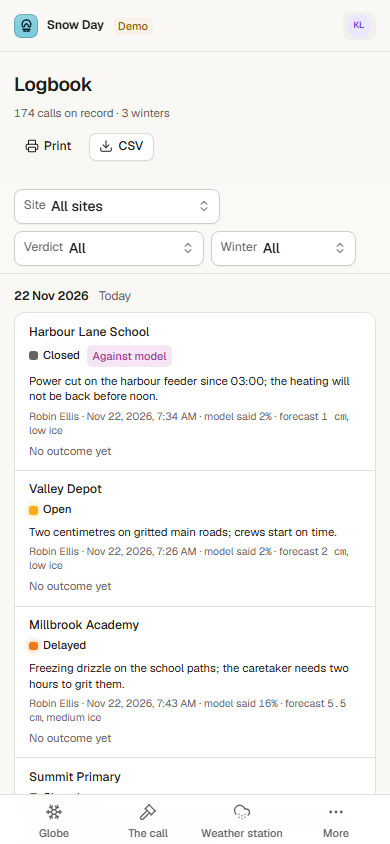 Snow Day Demo KL
Logbook
174 calls on record · 3 winters
Print CSV
Site All sites
Verdict All Winter All
22 Nov 2026 Today
Harbour Lane School
Closed Against model
Power cut on the harbour feeder since 03:00; the heating will
not be back before noon.
Robin Ellis · Nov 22, 2026, 7:34 AM · model said 2% · forecast 1 cm,
low ice
No outcome yet
Valley Depot
Open
Two centimetres on gritted main roads; crews start on time.
Robin Ellis · Nov 22, 2026, 7:26 AM · model said 2% · forecast 2 cm,
low ice
No outcome yet
Millbrook Academy
Delayed
Freezing drizzle on the school paths; the caretaker needs two
hours to grit them.
Robin Ellis · Nov 22, 2026, 7:43 AM · model said 16% · forecast 5.5
cm, medium ice
No outcome yet
Summit Primary
Globe The call Weather station More